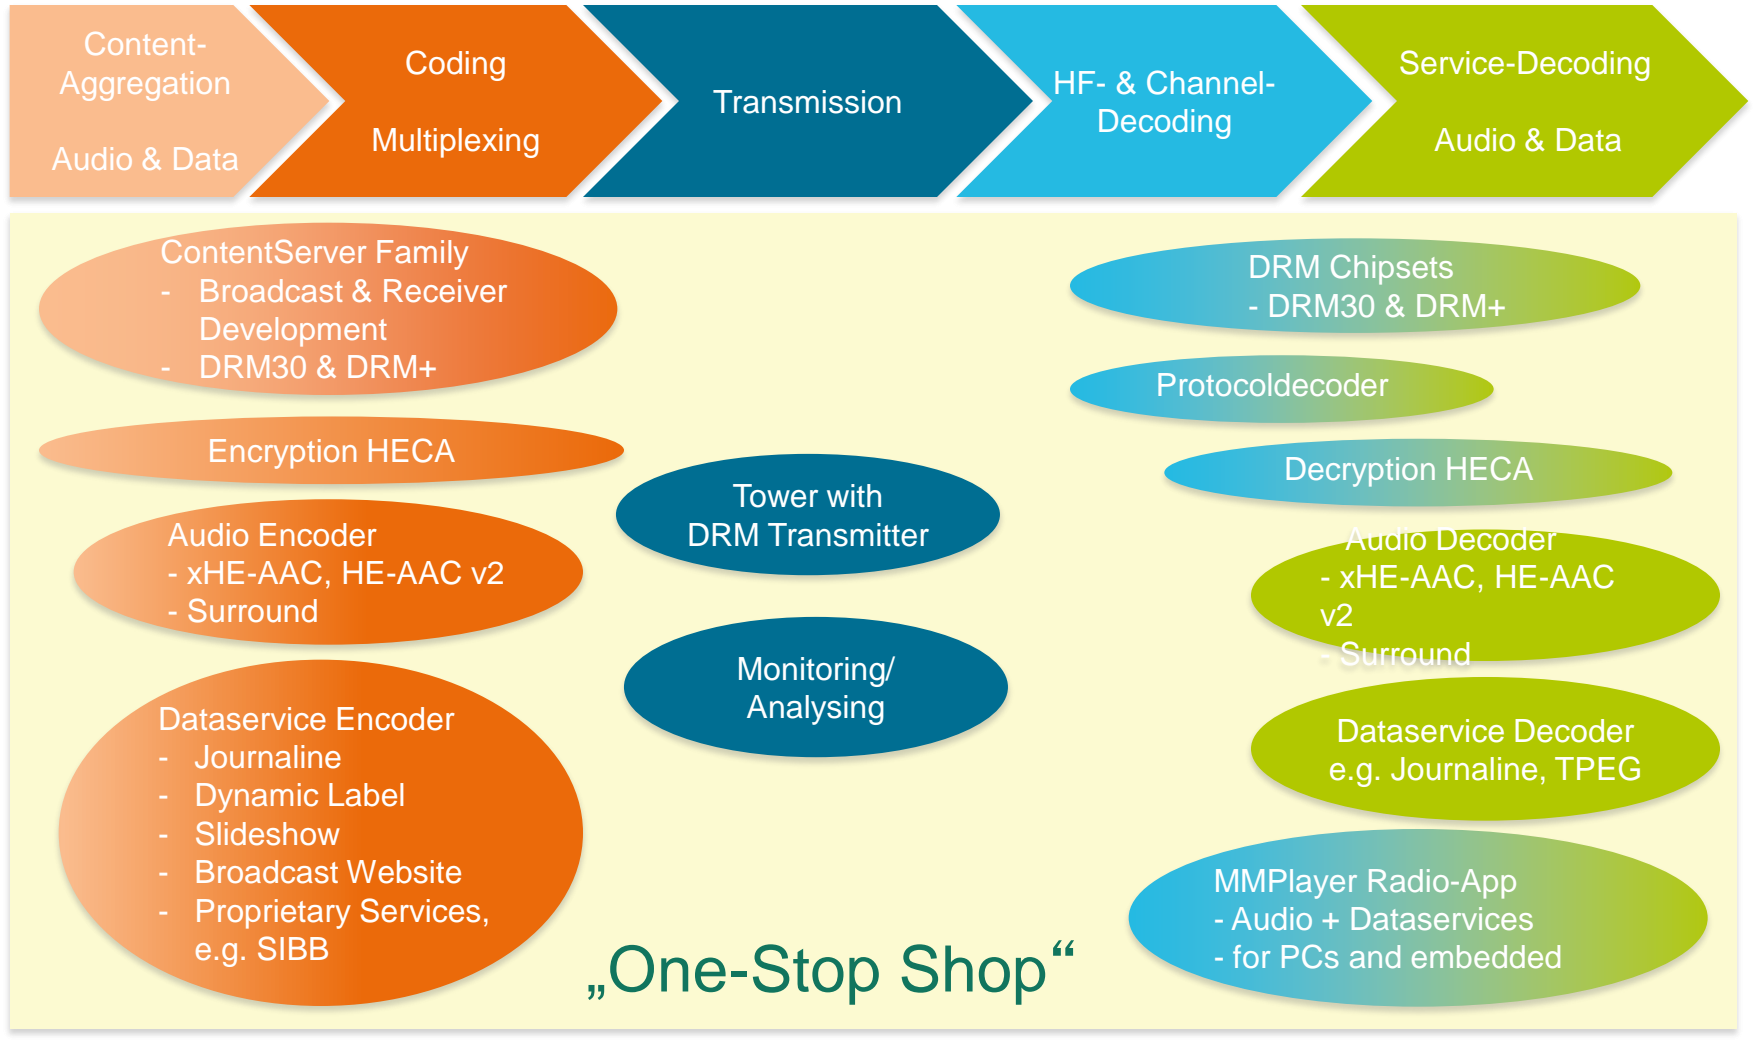 Content-
Aggregation
Audio & Data
Coding
Multiplexing
Transmission
HF- & Channel-
Decoding
Service-Decoding
Audio & Data
ContentServer Family
- Broadcast & Receiver
Development
- DRM30 & DRM+
Encryption HECA
Audio Encoder
- xHE-AAC, HE-AAC v2
- Surround
Dataservice Encoder
- Journaline
- Dynamic Label
- Slideshow
- Broadcast Website
- Proprietary Services,
e.g. SIBB
Tower with
DRM Transmitter
Monitoring/
Analysing
DRM Chipsets
- DRM30 & DRM+
Protocoldecoder
Decryption HECA
Audio Decoder
- xHE-AAC, HE-AAC
v2
- Surround
Dataservice Decoder
e.g. Journaline, TPEG
MMPlayer Radio-App
- Audio + Dataservices
- for PCs and embedded
„One-Stop Shop“